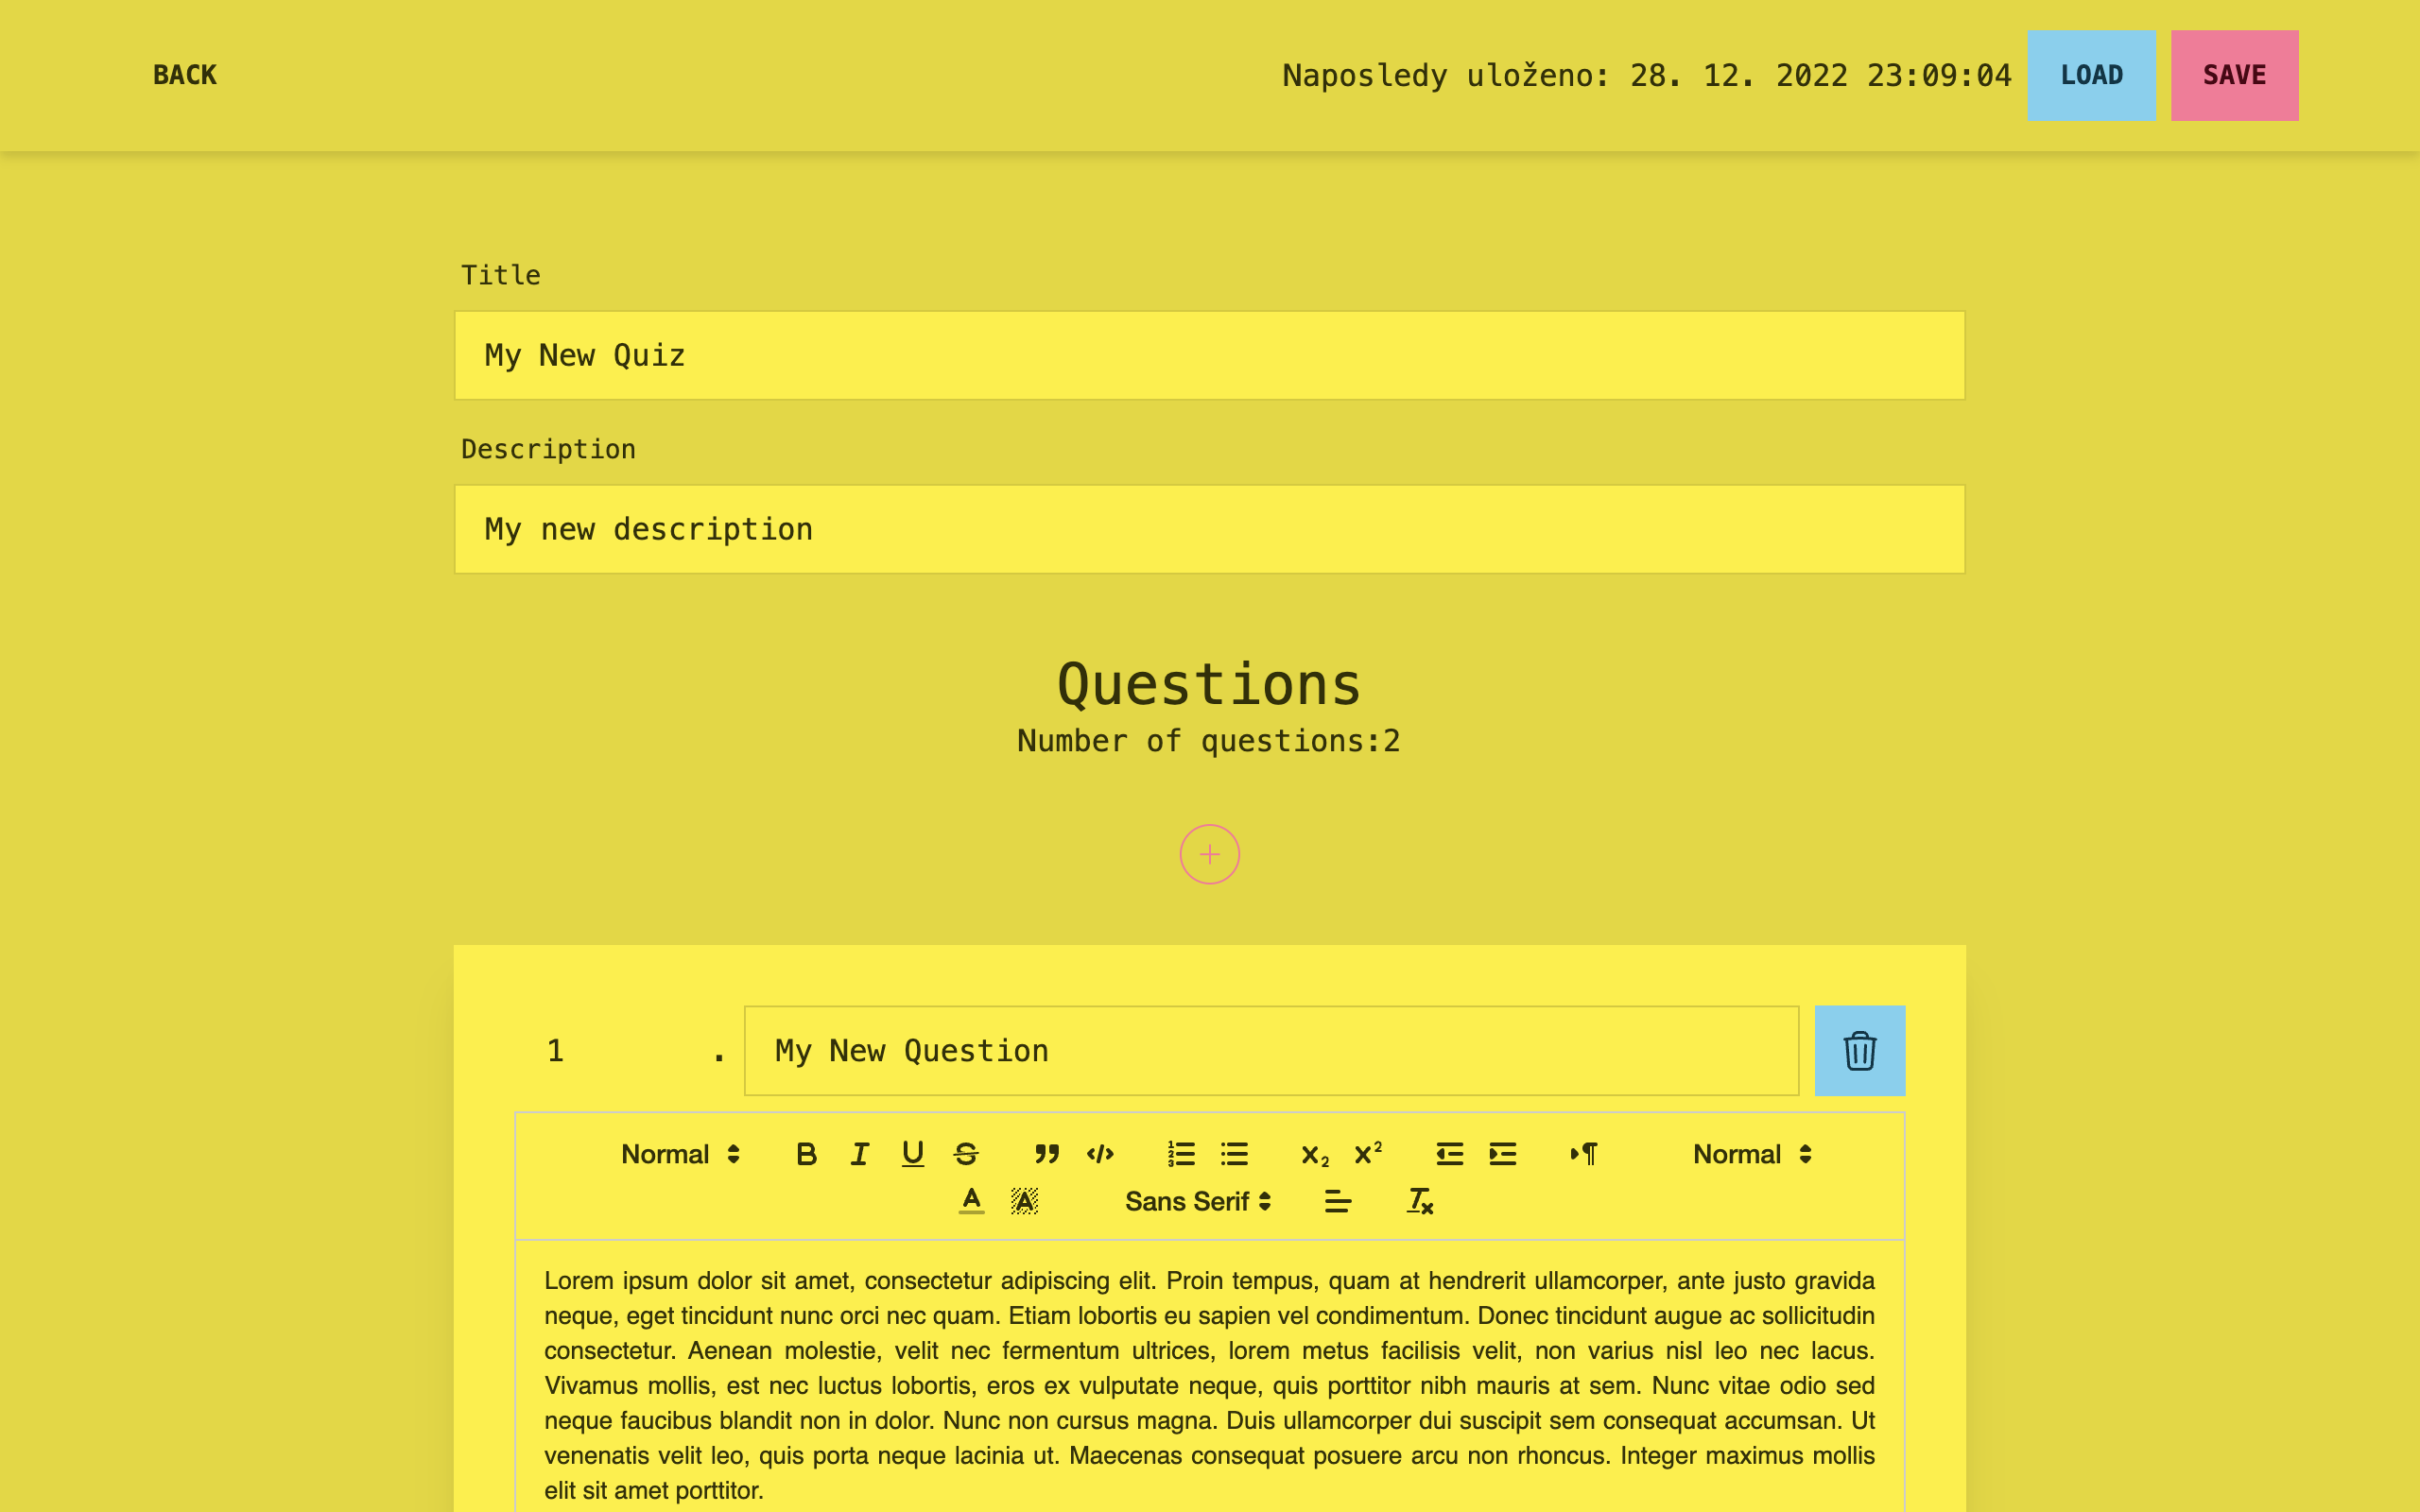 BACK
Naposledy uloženo: 28. 12. 2022 23:09:04
LOAD
SAVE
Title
My New Quiz
Description
My new description
Questions
Number of questions:2
1 .
My New Question
Normal
Normal
Sans Serif
Lorem ipsum dolor sit amet, consectetur adipiscing elit. Proin tempus, quam at hendrerit ullamcorper, ante justo gravida
neque, eget tincidunt nunc orci nec quam. Etiam lobortis eu sapien vel condimentum. Donec tincidunt augue ac sollicitudin
consectetur. Aenean molestie, velit nec fermentum ultrices, lorem metus facilisis velit, non varius nisl leo nec lacus.
Vivamus mollis, est nec luctus lobortis, eros ex vulputate neque, quis porttitor nibh mauris at sem. Nunc vitae odio sed
neque faucibus blandit non in dolor. Nunc non cursus magna. Duis ullamcorper dui suscipit sem consequat accumsan. Ut
venenatis velit leo, quis porta neque lacinia ut. Maecenas consequat posuere arcu non rhoncus. Integer maximus mollis
elit sit amet porttitor.